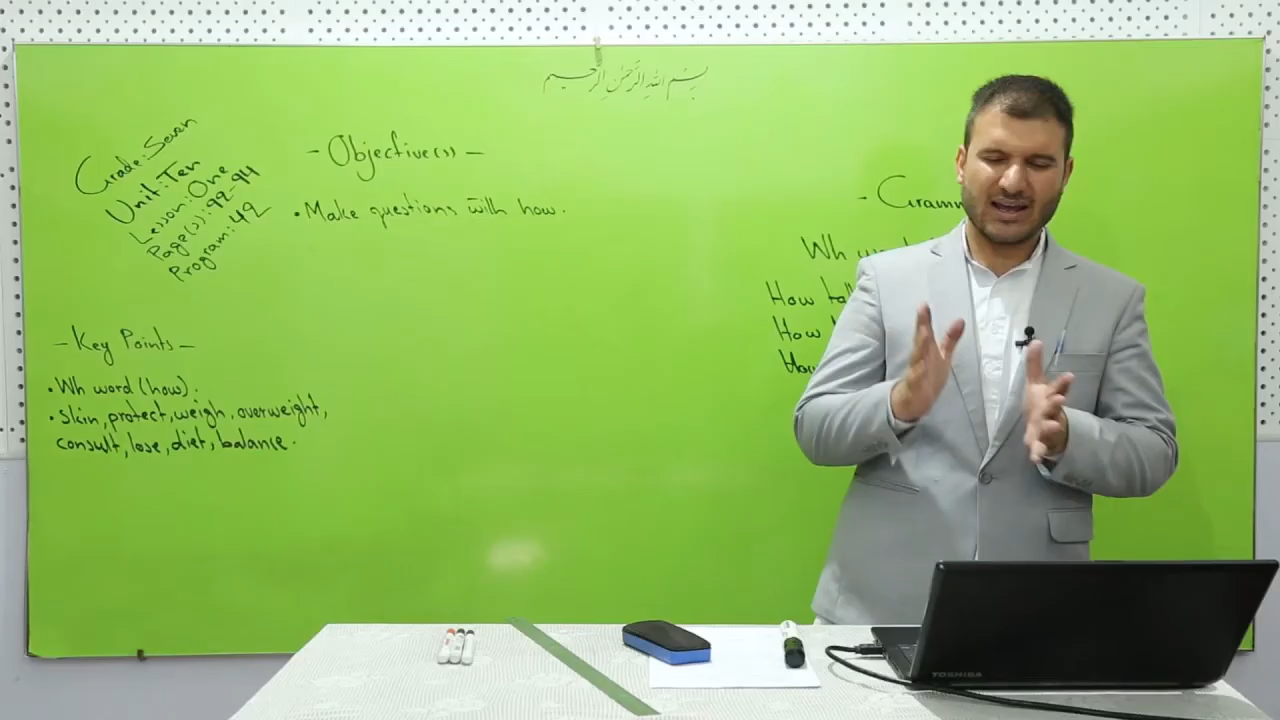 بسم الله الرحمن الرحیم
Grade: Seven
Unit: Ten
Lesson: One
Page(s): 92-94
Program: 49
- Objective(s) -
• Make questions with how.
- Key Points -
• Wh word (how).
• Skin, protect, weigh, overweight,
consult, lose, diet, balance.
- Gramm
Wh w
How tall
How
How
TOSHIBA